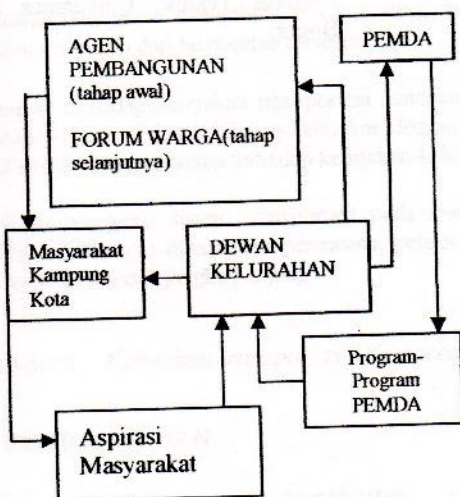 AGEN
PEMBANGUNAN
(tahap awal)
FORUM WARGA(tahap
selanjutnya)
PEMDA
Masyarakat
Kampung
Kota
DEWAN
KELURAHAN
Program-
Program
PEMDA
Aspirasi
Masyarakat